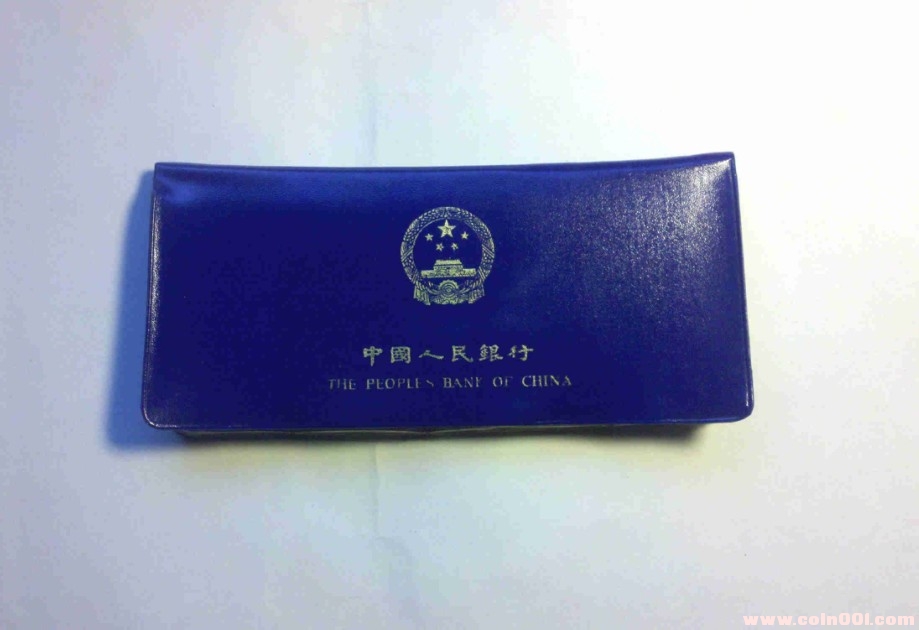 中國人民銀行
THE PEOPLES BANK OF CHINA
www.coin001.com